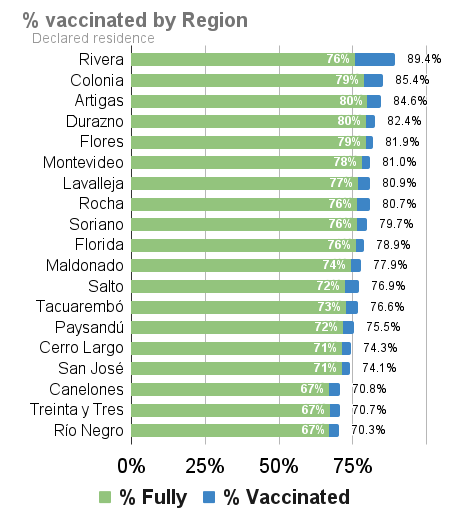 % vaccinated by Region
Declared residence
Rivera 76% 89.4%
Colonia 79% 85.4%
Artigas 80% 84.6%
Durazno 80% 82.4%
Flores 79% 81.9%
Montevideo 78% 81.0%
Lavalleja 77% 80.9%
Rocha 76% 80.7%
Soriano 76% 79.7%
Florida 76% 78.9%
Maldonado 74% 77.9%
Salto 72% 76.9%
Tacuarembó 73% 76.6%
Paysandú 72% 75.5%
Cerro Largo 71% 74.3%
San José 71% 74.1%
Canelones 67% 70.8%
Treinta y Tres 67% 70.7%
Río Negro 67% 70.3%
0% 25% 50% 75%
% Fully % Vaccinated